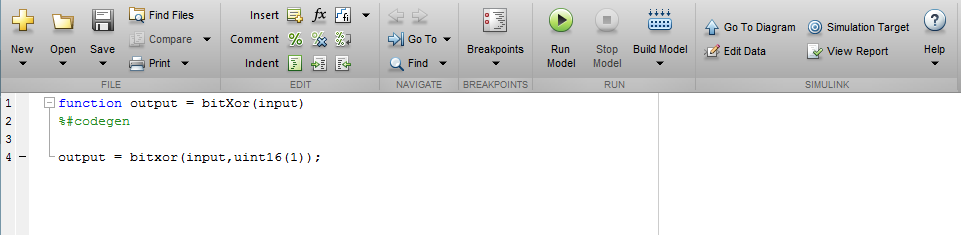 New Open Save Find Files Compare Print
FILE
Insert fx
Comment % %
Indent
EDIT
Go To
Find
NAVIGATE
Breakpoints
BREAKPOINTS
Run Model Stop Model Build Model
RUN
Go To Diagram Simulation Target
Edit Data View Report
Help
SIMULINK
1 function output = bitXor(input)
2 %#codegen
3
4 output = bitxor(input,uint16(1));